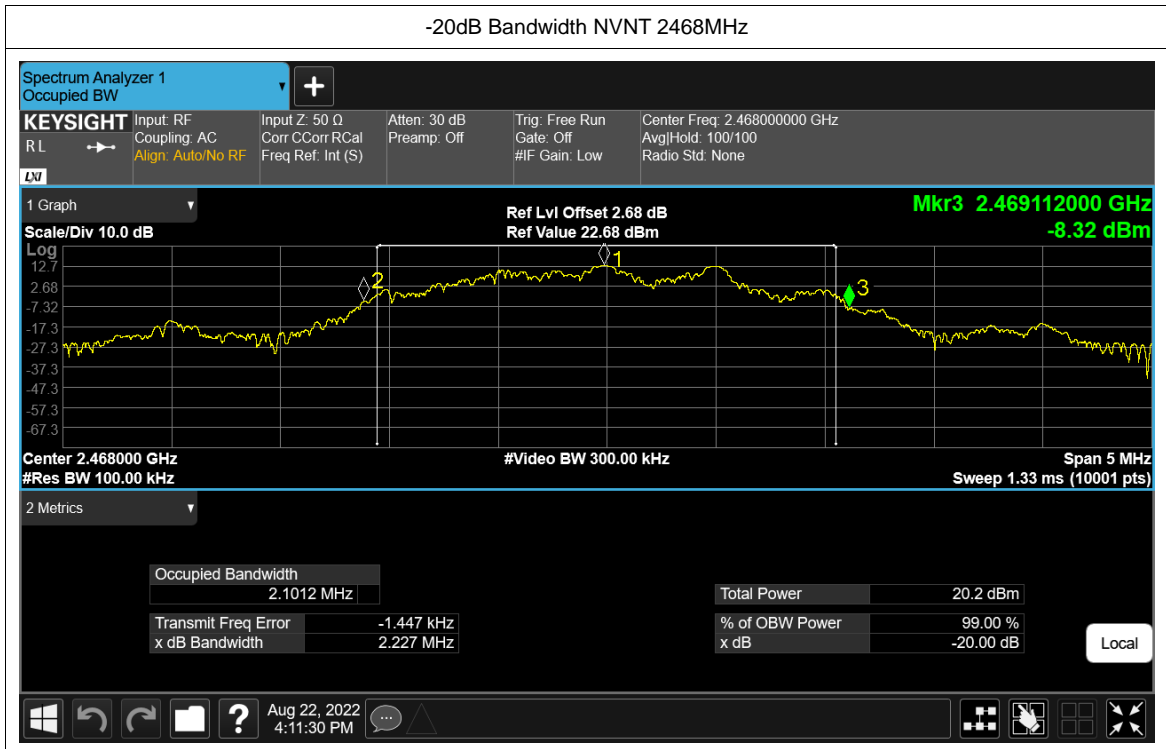 -20dB Bandwidth NVNT 2468MHz
Spectrum Analyzer 1
Occupied BW
KEYSIGHT
RL
LXI
Input: RF
Coupling: AC
Align: Auto/No RF
Input Z: 50 Ω
Corr CCorr RCal
Freq Ref: Int (S)
Atten: 30 dB
Preamp: Off
Trig: Free Run
Gate: Off
#IF Gain: Low
Center Freq: 2.468000000 GHz
Avg|Hold: 100/100
Radio Std: None
1 Graph
Scale/Div 10.0 dB
Ref Lvl Offset 2.68 dB
Ref Value 22.68 dBm
Mkr3 2.469112000 GHz
-8.32 dBm
Log
12.7
2.68
-7.32
-17.3
-27.3
-37.3
-47.3
-57.3
-67.3
2
1
3
Center 2.468000 GHz
#Res BW 100.00 kHz
#Video BW 300.00 kHz
Span 5 MHz
Sweep 1.33 ms (10001 pts)
2 Metrics
Occupied Bandwidth
2.1012 MHz
Transmit Freq Error -1.447 kHz
x dB Bandwidth 2.227 MHz
Total Power 20.2 dBm
% of OBW Power 99.00 %
x dB -20.00 dB
Local
Aug 22, 2022
4:11:30 PM